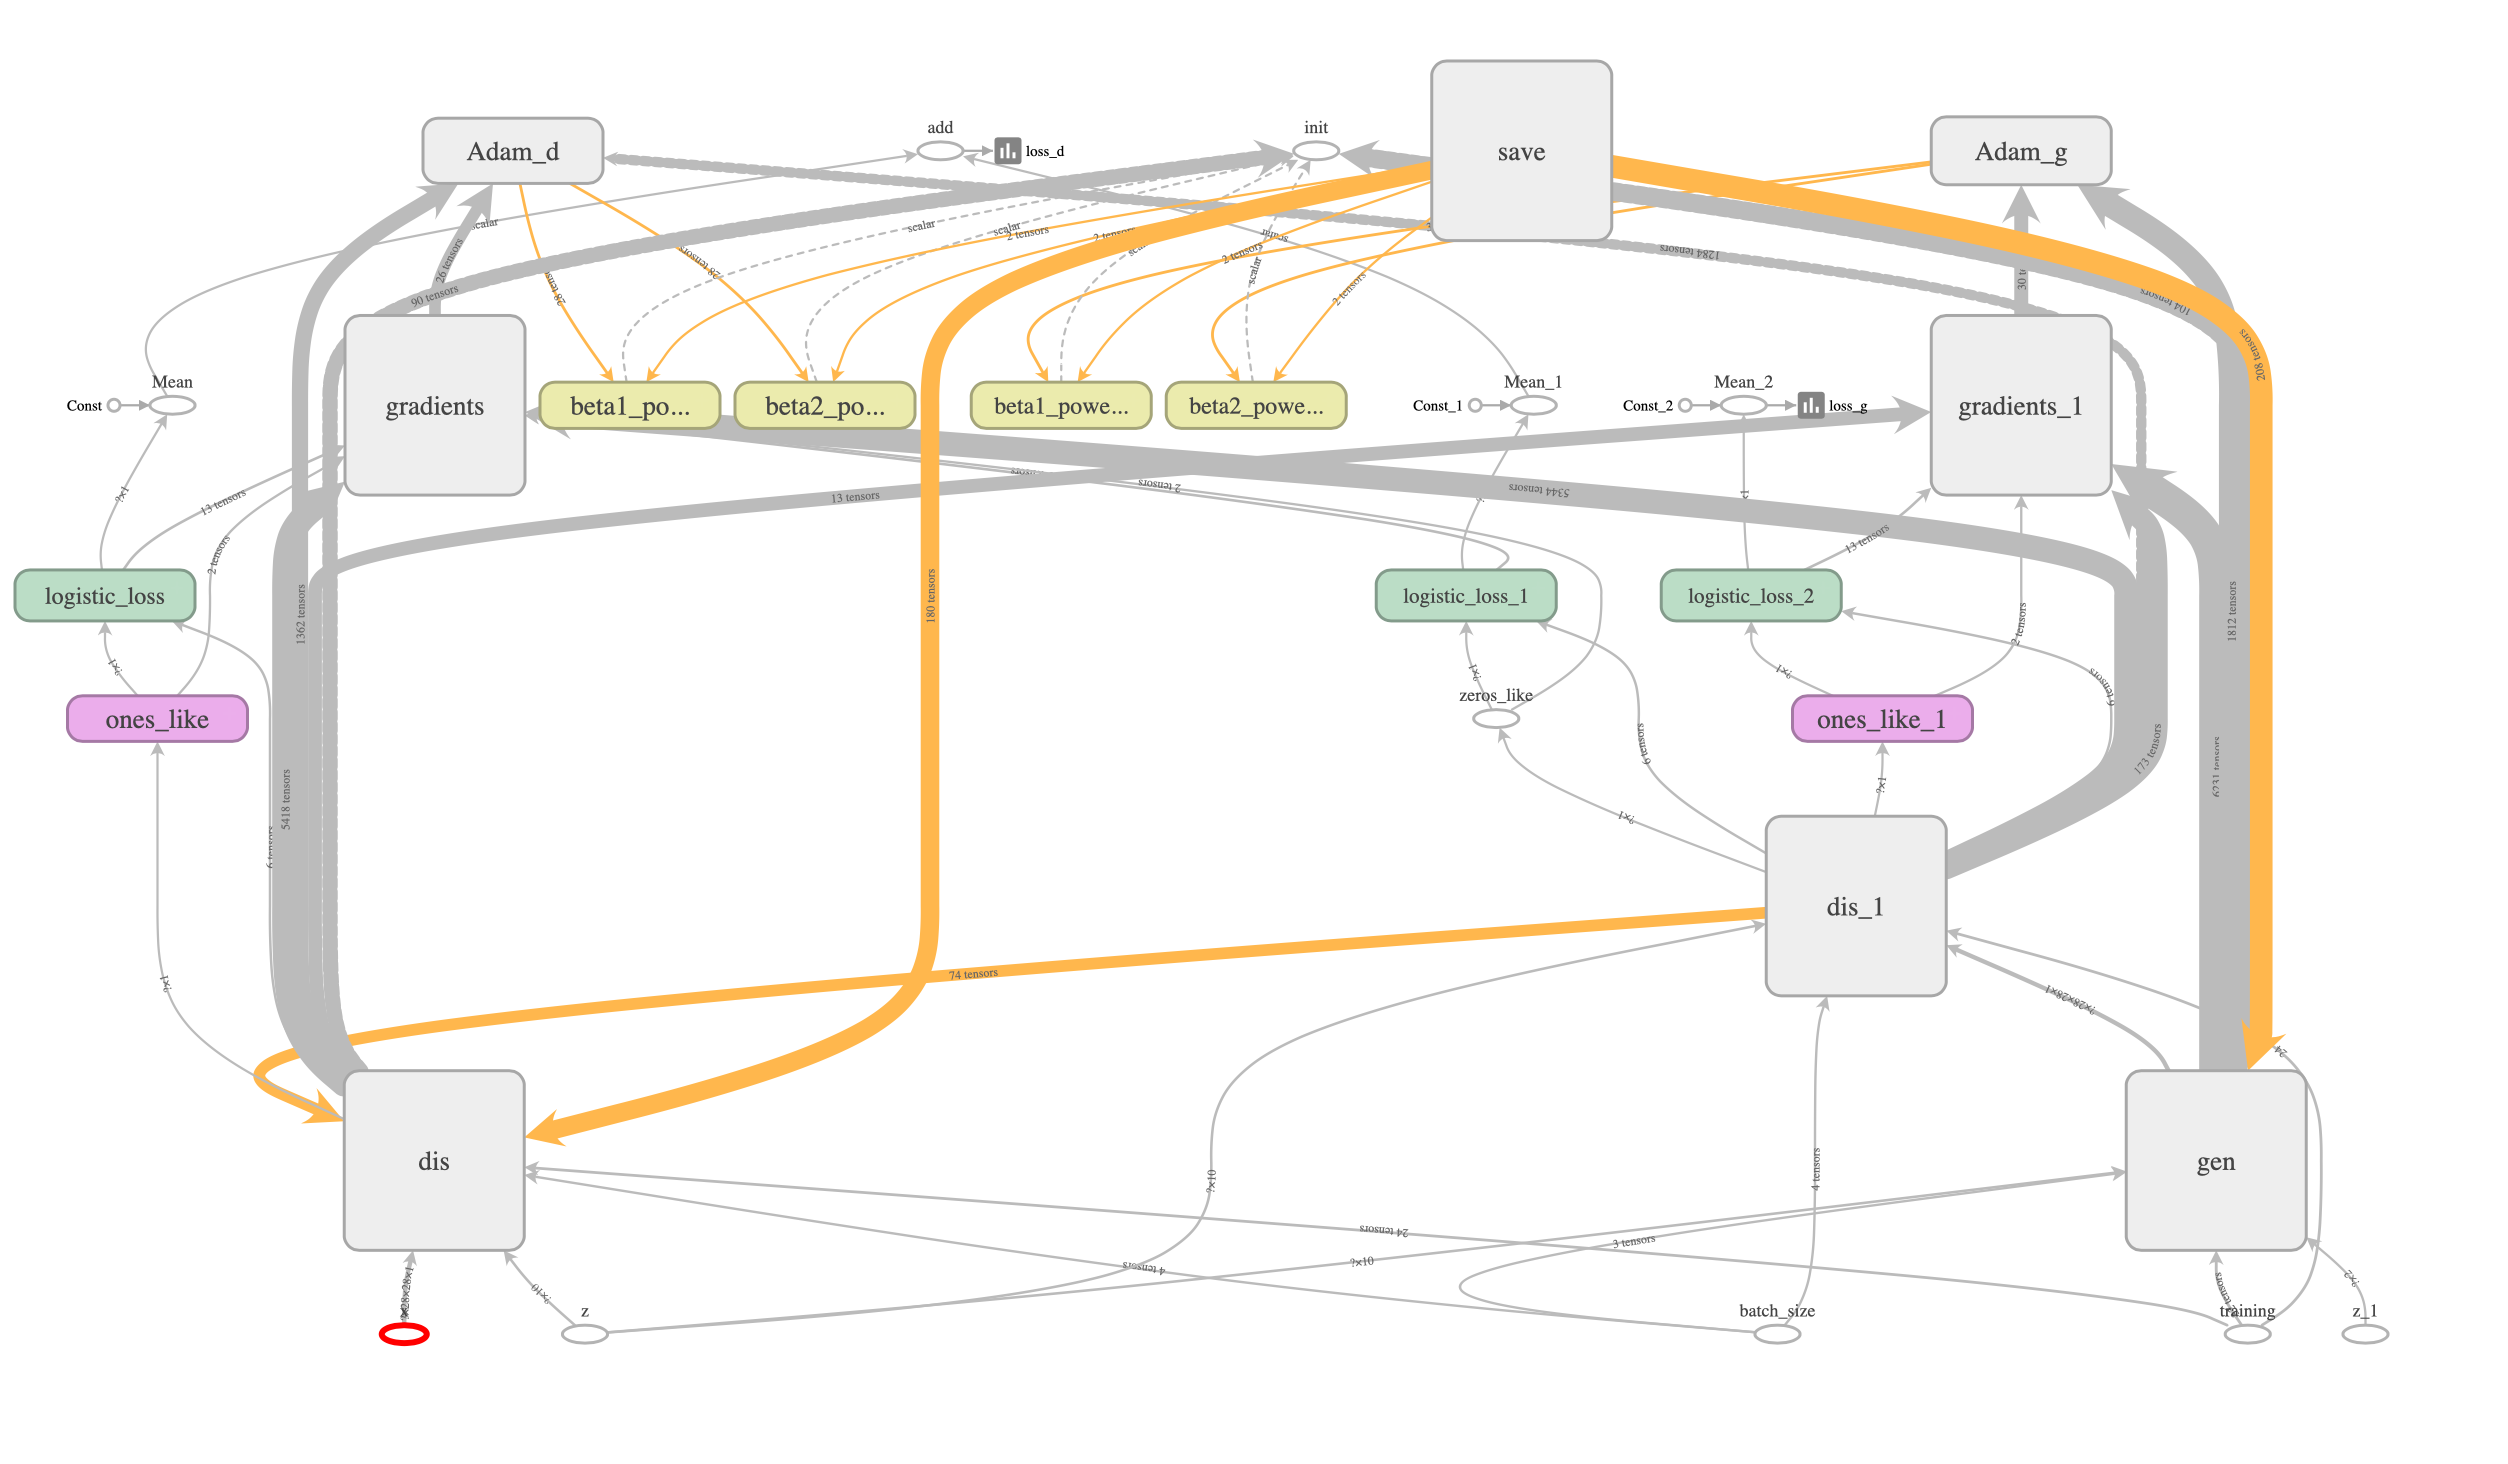 add
init
save
Adam_d
loss_d
Adam_g
scalar
scalar
scalar
2 tensors
scalar
26 tensors
28 tensors
28 tensors
2 tensors
scalar
1284 tensors
90 tensors
2 tensors
30 t
104 tensors
208 tensors
Mean
Const
gradients
beta1_po...
beta2_po...
beta1_powe...
beta2_powe...
Mean_1
Const_1
Mean_2
Const_2
loss_g
gradients_1
?×1
13 tensors
13 tensors
2 tensors
5344 tensors
13 tensors
2 tensors
logistic_loss
1362 tensors
180 tensors
logistic_loss_1
logistic_loss_2
1812 tensors
?×1
?×1
zeros_like
?×1
2 tensors
6 tensors
ones_like
ones_like_1
6 tensors
173 tensors
6231 tensors
5418 tensors
6 tensors
?×1
?×1
dis_1
?×1
74 tensors
?×28×28×1
24
dis
gen
?×10
4 tensors
24 tensors
3 tensors
?×10
4 tensors
?×28×28×1
?×10
z
batch_size
training
?×2
z_1